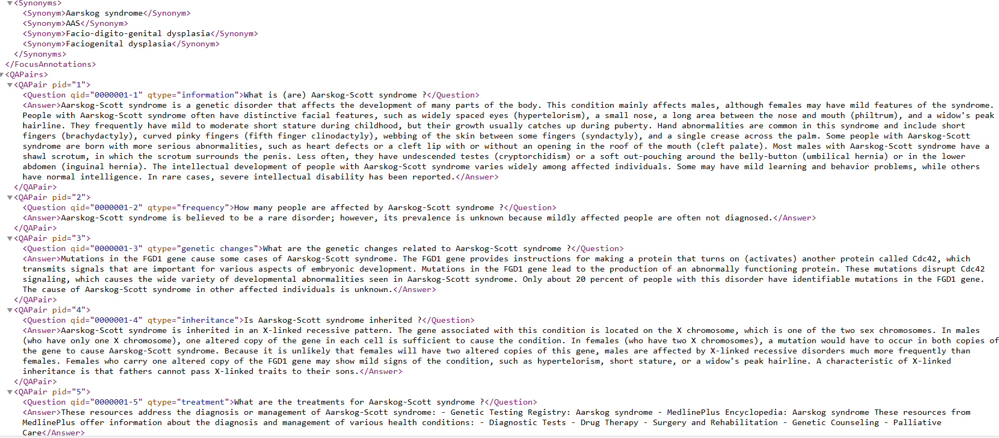 ▼<Synonyms>
<Synonym>Aarskog syndrome</Synonym>
<Synonym>AAS</Synonym>
<Synonym>Facio-digito-genital dysplasia</Synonym>
<Synonym>Faciogenital dysplasia</Synonym>
</Synonyms>
</FocusAnnotations>
▼<QAPairs>
▼<QAPair pid="1">
<Question qid="0000001-1" qtype="information">What is (are) Aarskog-Scott syndrome ?</Question>
<Answer>Aarskog-Scott syndrome is a genetic disorder that affects the development of many parts of the body. This condition mainly affects males, although females may have mild features of the syndrome.
People with Aarskog-Scott syndrome often have distinctive facial features, such as widely spaced eyes (hypertelorism), a small nose, a long area between the nose and mouth (philtrum), and a widow's peak
hairline. They frequently have mild to moderate short stature during childhood, but their growth usually catches up during puberty. Hand abnormalities are common in this syndrome and include short
fingers (brachydactyly), curved pinky fingers (fifth finger clinodactyly), webbing of the skin between some fingers (syndactyly), and a single crease across the palm. Some people with Aarskog-Scott
syndrome are born with more serious abnormalities, such as heart defects or a cleft lip with or without an opening in the roof of the mouth (cleft palate). Most males with Aarskog-Scott syndrome have a
shawl scrotum, in which the scrotum surrounds the penis. Less often, they have undescended testes (cryptorchidism) or a soft out-pouching around the belly-button (umbilical hernia) or in the lower
abdomen (inguinal hernia). The intellectual development of people with Aarskog-Scott syndrome varies widely among affected individuals. Some may have mild learning and behavior problems, while others
have normal intelligence. In rare cases, severe intellectual disability has been reported.</Answer>
</QAPair>
▼<QAPair pid="2">
<Question qid="0000001-2" qtype="frequency">How many people are affected by Aarskog-Scott syndrome ?</Question>
<Answer>Aarskog-Scott syndrome is believed to be a rare disorder; however, its prevalence is unknown because mildly affected people are often not diagnosed.</Answer>
</QAPair>
▼<QAPair pid="3">
<Question qid="0000001-3" qtype="genetic changes">What are the genetic changes related to Aarskog-Scott syndrome ?</Question>
<Answer>Mutations in the FGD1 gene cause some cases of Aarskog-Scott syndrome. The FGD1 gene provides instructions for making a protein that turns on (activates) another protein called Cdc42, which
transmits signals that are important for various aspects of embryonic development. Mutations in the FGD1 gene lead to the production of an abnormally functioning protein. These mutations disrupt Cdc42
signaling, which causes the wide variety of developmental abnormalities seen in Aarskog-Scott syndrome. Only about 20 percent of people with this disorder have identifiable mutations in the FGD1 gene.
The cause of Aarskog-Scott syndrome in other affected individuals is unknown.</Answer>
</QAPair>
▼<QAPair pid="4">
<Question qid="0000001-4" qtype="inheritance">Is Aarskog-Scott syndrome inherited ?</Question>
<Answer>Aarskog-Scott syndrome is inherited in an X-linked recessive pattern. The gene associated with this condition is located on the X chromosome, which is one of the two sex chromosomes. In males
(who have only one X chromosome), one altered copy of the gene in each cell is sufficient to cause the condition. In females (who have two X chromosomes), a mutation would have to occur in both copies of
the gene to cause Aarskog-Scott syndrome. Because it is unlikely that females will have two altered copies of this gene, males are affected by X-linked recessive disorders much more frequently than
females. Females who carry one altered copy of the FGD1 gene may show mild signs of the condition, such as hypertelorism, short stature, or a widow's peak hairline. A characteristic of X-linked
inheritance is that fathers cannot pass X-linked traits to their sons.</Answer>
</QAPair>
▼<QAPair pid="5">
<Question qid="0000001-5" qtype="treatment">What are the treatments for Aarskog-Scott syndrome ?</Question>
<Answer>These resources address the diagnosis or management of Aarskog-Scott syndrome: - Genetic Testing Registry: Aarskog syndrome - MedlinePlus Encyclopedia: Aarskog syndrome These resources from
MedlinePlus offer information about the diagnosis and management of various health conditions: - Diagnostic Tests - Drug Therapy - Surgery and Rehabilitation - Genetic Counseling - Palliative
Care</Answer>